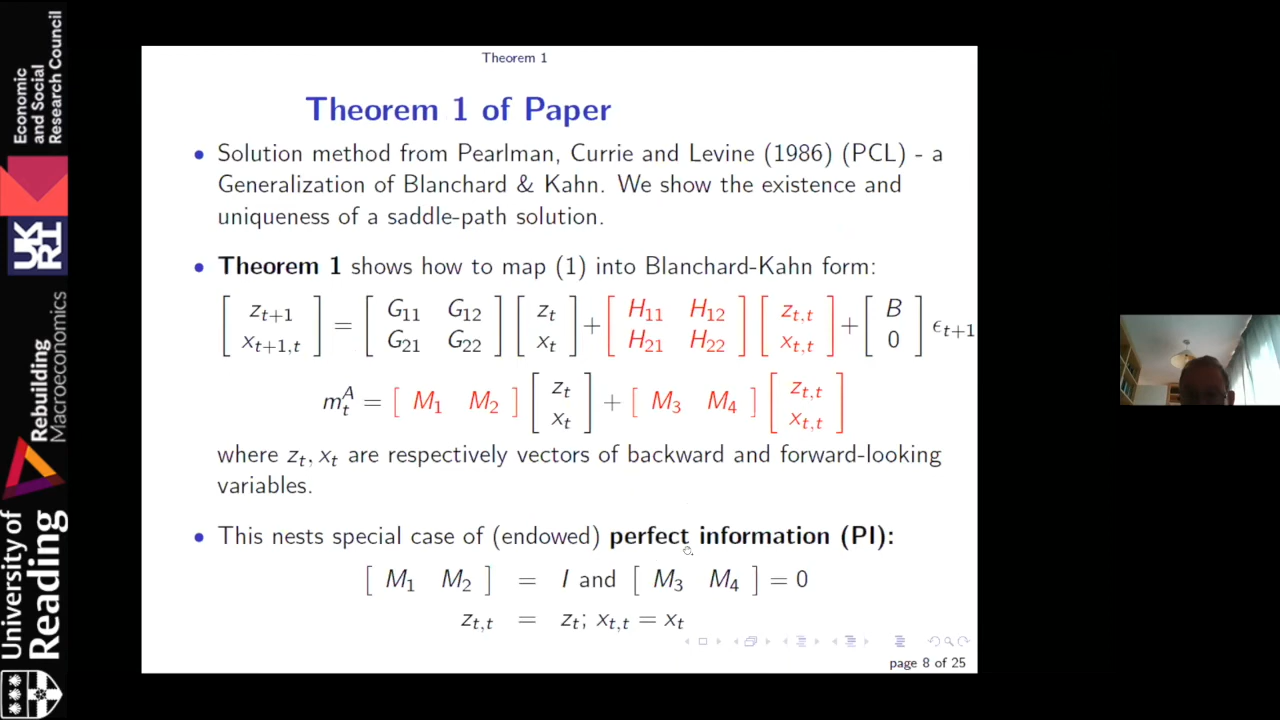 Theorem 1
Theorem 1 of Paper
• Solution method from Pearlman, Currie and Levine (1986) (PCL) - a
Generalization of Blanchard & Kahn. We show the existence and
uniqueness of a saddle-path solution.
• Theorem 1 shows how to map (1) into Blanchard-Kahn form:
[ z_{t+1} ; x_{t+1,t} ] = [ G_{11} G_{12} ; G_{21} G_{22} ] [ z_t ; x_t ] + [ H_{11} H_{12} ; H_{21} H_{22} ] [ z_{t,t} ; x_{t,t} ] + [ B ; 0 ] ϵ_{t+1}
m_t^A = [ M_1 M_2 ] [ z_t ; x_t ] + [ M_3 M_4 ] [ z_{t,t} ; x_{t,t} ]
where z_t, x_t are respectively vectors of backward and forward-looking
variables.
• This nests special case of (endowed) perfect information (PI):
[ M_1 M_2 ] = I and [ M_3 M_4 ] = 0
z_{t,t} = z_t; x_{t,t} = x_t
page 8 of 25
Economic
and Social
Research Council
UKRI
Rebuilding
Macroeconomics
University of
Reading